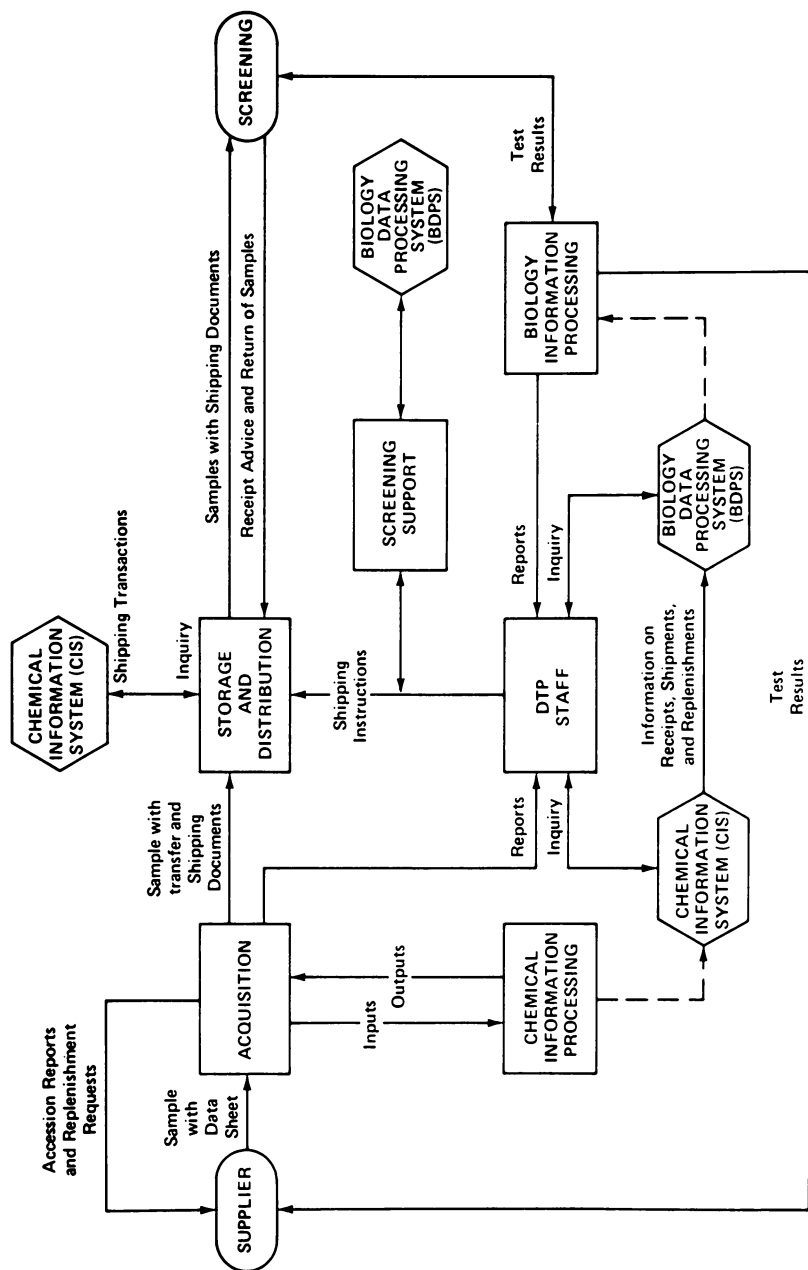 CHEMICAL
INFORMATION
SYSTEM (CIS)
Shipping Transactions
Inquiry
Accession Reports
and Replenishment
Requests
SUPPLIER
Sample
with
Data
Sheet
ACQUISITION
Sample with
transfer and
Shipping
Documents
STORAGE
AND
DISTRIBUTION
Samples with Shipping Documents
Receipt Advice and Return of Samples
SCREENING
Inputs
Outputs
Shipping
Instructions
SCREENING
SUPPORT
BIOLOGY
DATA
PROCESSING
SYSTEM
(BDPS)
CHEMICAL
INFORMATION
PROCESSING
Reports
Inquiry
DTP
STAFF
Reports
Inquiry
BIOLOGY
INFORMATION
PROCESSING
Test
Results
CHEMICAL
INFORMATION
SYSTEM (CIS)
Information on
Receipts, Shipments,
and Replenishments
BIOLOGY
DATA
PROCESSING
SYSTEM
(BDPS)
Test
Results